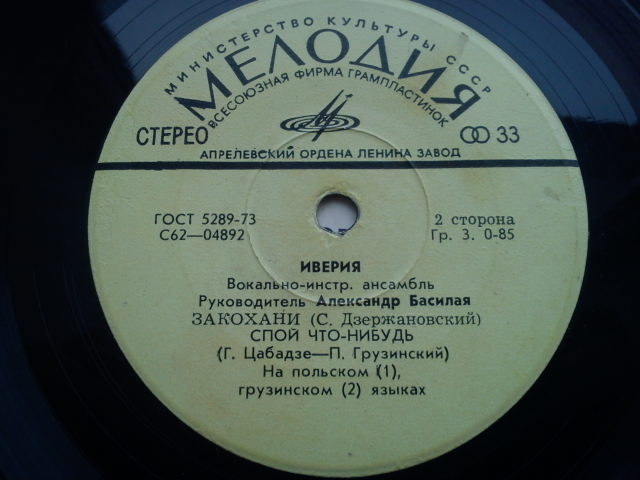 МИНИСТЕРСТВО КУЛЬТУРЫ СССР
МЕЛОДИЯ
ВСЕСОЮЗНАЯ ФИРМА ГРАМПЛАСТИНОК
СТЕРЕО
33
АПРЕЛЕВСКИЙ ОРДЕНА ЛЕНИНА ЗАВОД
ГОСТ 5289-73
2 сторона
С62—04892
Гр. 3. 0-85
ИВЕРИЯ
Вокально-инстр. ансамбль
Руководитель Александр Басилая
ЗАКОХАНИ (С. Дзержановский)
СПОЙ ЧТО-НИБУДЬ
(Г. Цабадзе—П. Грузинский)
На польском (1),
грузинском (2) языках